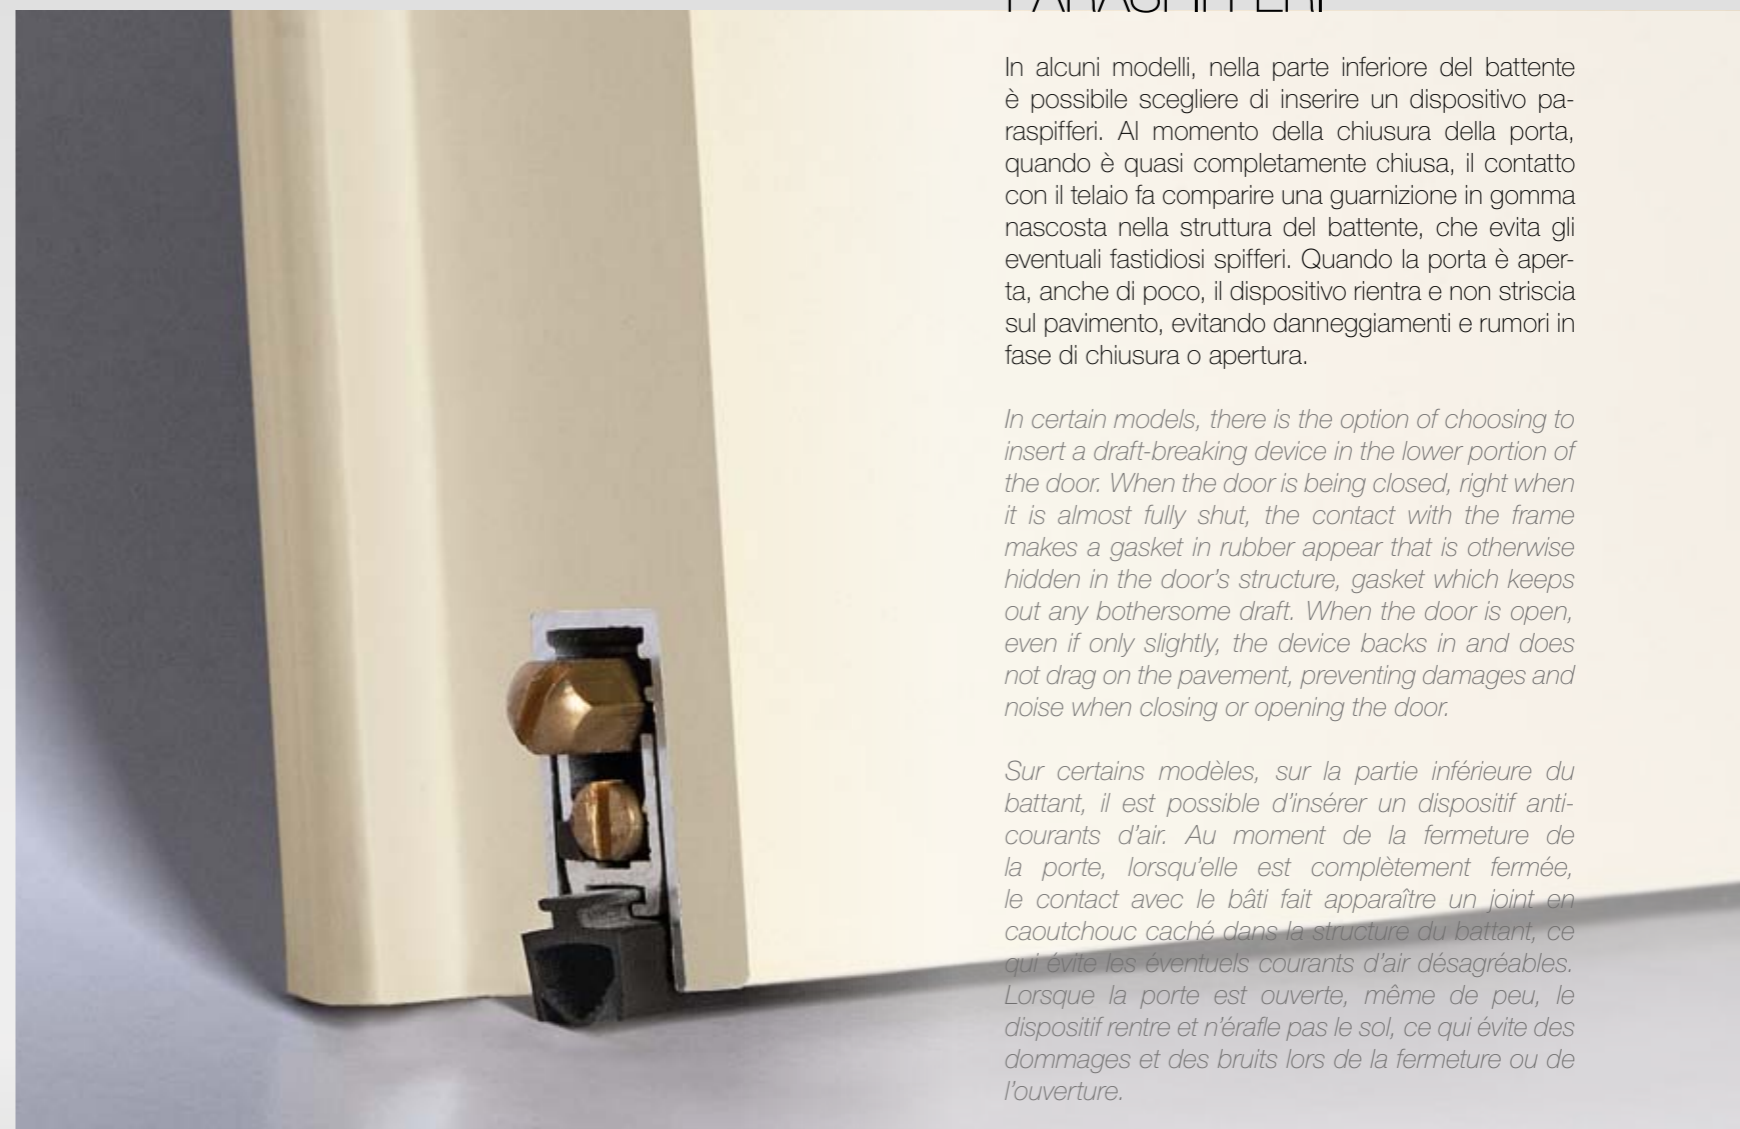 PARASPIFFERI
In alcuni modelli, nella parte inferiore del battente
è possibile scegliere di inserire un dispositivo pa-
raspifferi. Al momento della chiusura della porta,
quando è quasi completamente chiusa, il contatto
con il telaio fa comparire una guarnizione in gomma
nascosta nella struttura del battente, che evita gli
eventuali fastidiosi spifferi. Quando la porta è aper-
ta, anche di poco, il dispositivo rientra e non striscia
sul pavimento, evitando danneggiamenti e rumori in
fase di chiusura o apertura.
In certain models, there is the option of choosing to
insert a draft-breaking device in the lower portion of
the door. When the door is being closed, right when
it is almost fully shut, the contact with the frame
makes a gasket in rubber appear that is otherwise
hidden in the door's structure, gasket which keeps
out any bothersome draft. When the door is open,
even if only slightly, the device backs in and does
not drag on the pavement, preventing damages and
noise when closing or opening the door.
Sur certains modèles, sur la partie inférieure du
battant, il est possible d'insérer un dispositif anti-
courants d'air. Au moment de la fermeture de
la porte, lorsqu'elle est complètement fermée,
le contact avec le bâti fait apparaître un joint en
caoutchouc caché dans la structure du battant, ce
qui évite les éventuels courants d'air désagréables.
Lorsque la porte est ouverte, même de peu, le
dispositif rentre et n'érafle pas le sol, ce qui évite des
dommages et des bruits lors de la fermeture ou de
l'ouverture.